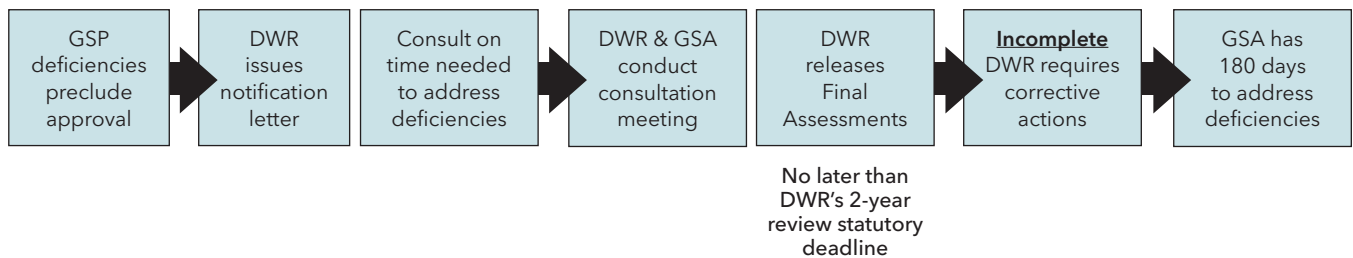 GSP
deficiencies
preclude
approval
DWR
issues
notification
letter
Consult on
time needed
to address
deficiencies
DWR & GSA
conduct
consultation
meeting
DWR
releases
Final
Assessments
Incomplete
DWR requires
corrective
actions
GSA has
180 days
to address
deficiencies
No later than
DWR's 2-year
review statutory
deadline